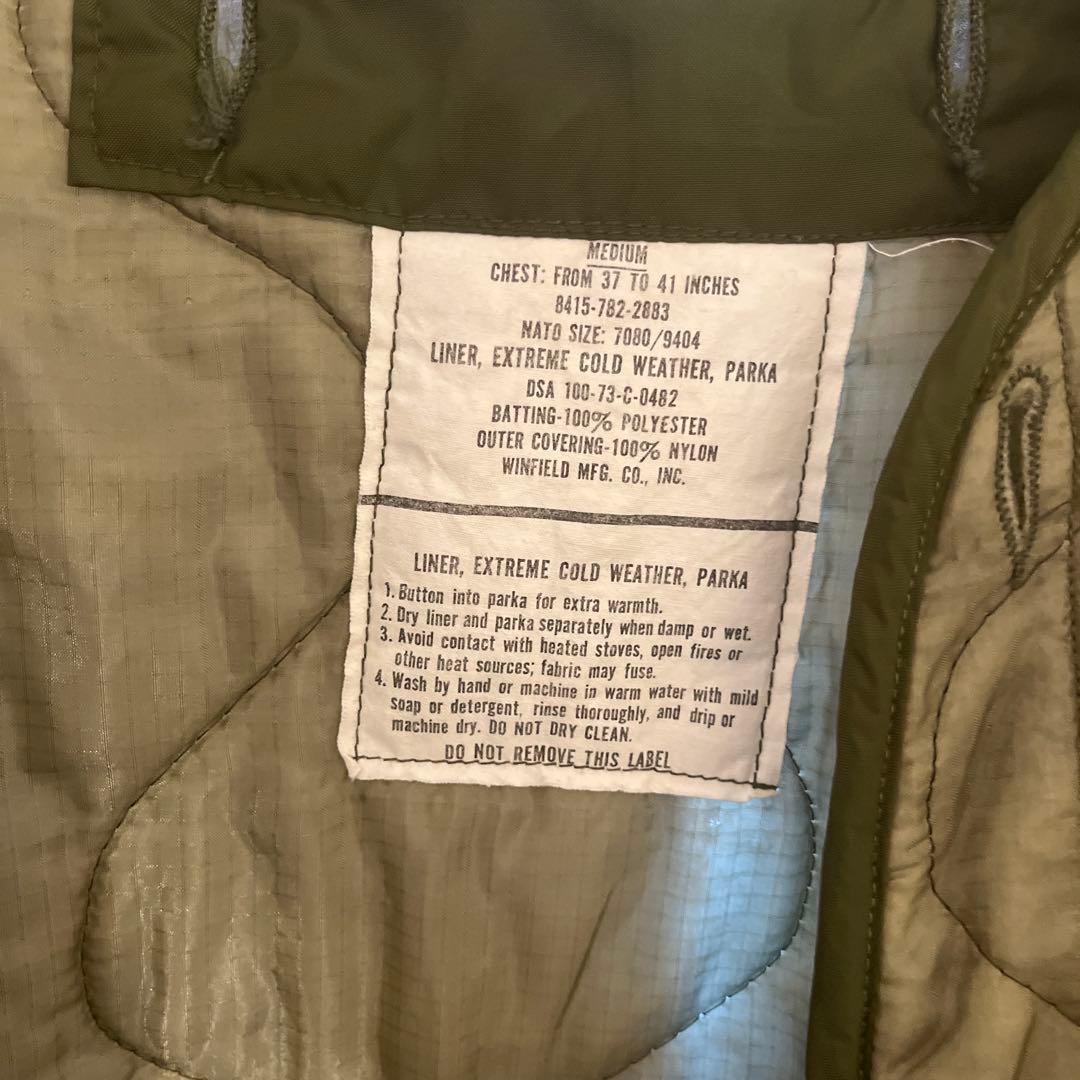 MEDIUM
CHEST: FROM 37 TO 41 INCHES
8415-782-2883
NATO SIZE: 7080/9404
LINER, EXTREME COLD WEATHER, PARKA
DSA 100-73-C-0482
BATTING-100% POLYESTER
OUTER COVERING-100% NYLON
WINFIELD MFG. CO., INC.
LINER, EXTREME COLD WEATHER, PARKA
1. Button into parka for extra warmth.
2. Dry liner and parka separately when damp or wet.
3. Avoid contact with heated stoves, open fires or
other heat sources; fabric may fuse.
4. Wash by hand or machine in warm water with mild
soap or detergent, rinse thoroughly, and drip or
machine dry. DO NOT DRY CLEAN.
DO NOT REMOVE THIS LABEL